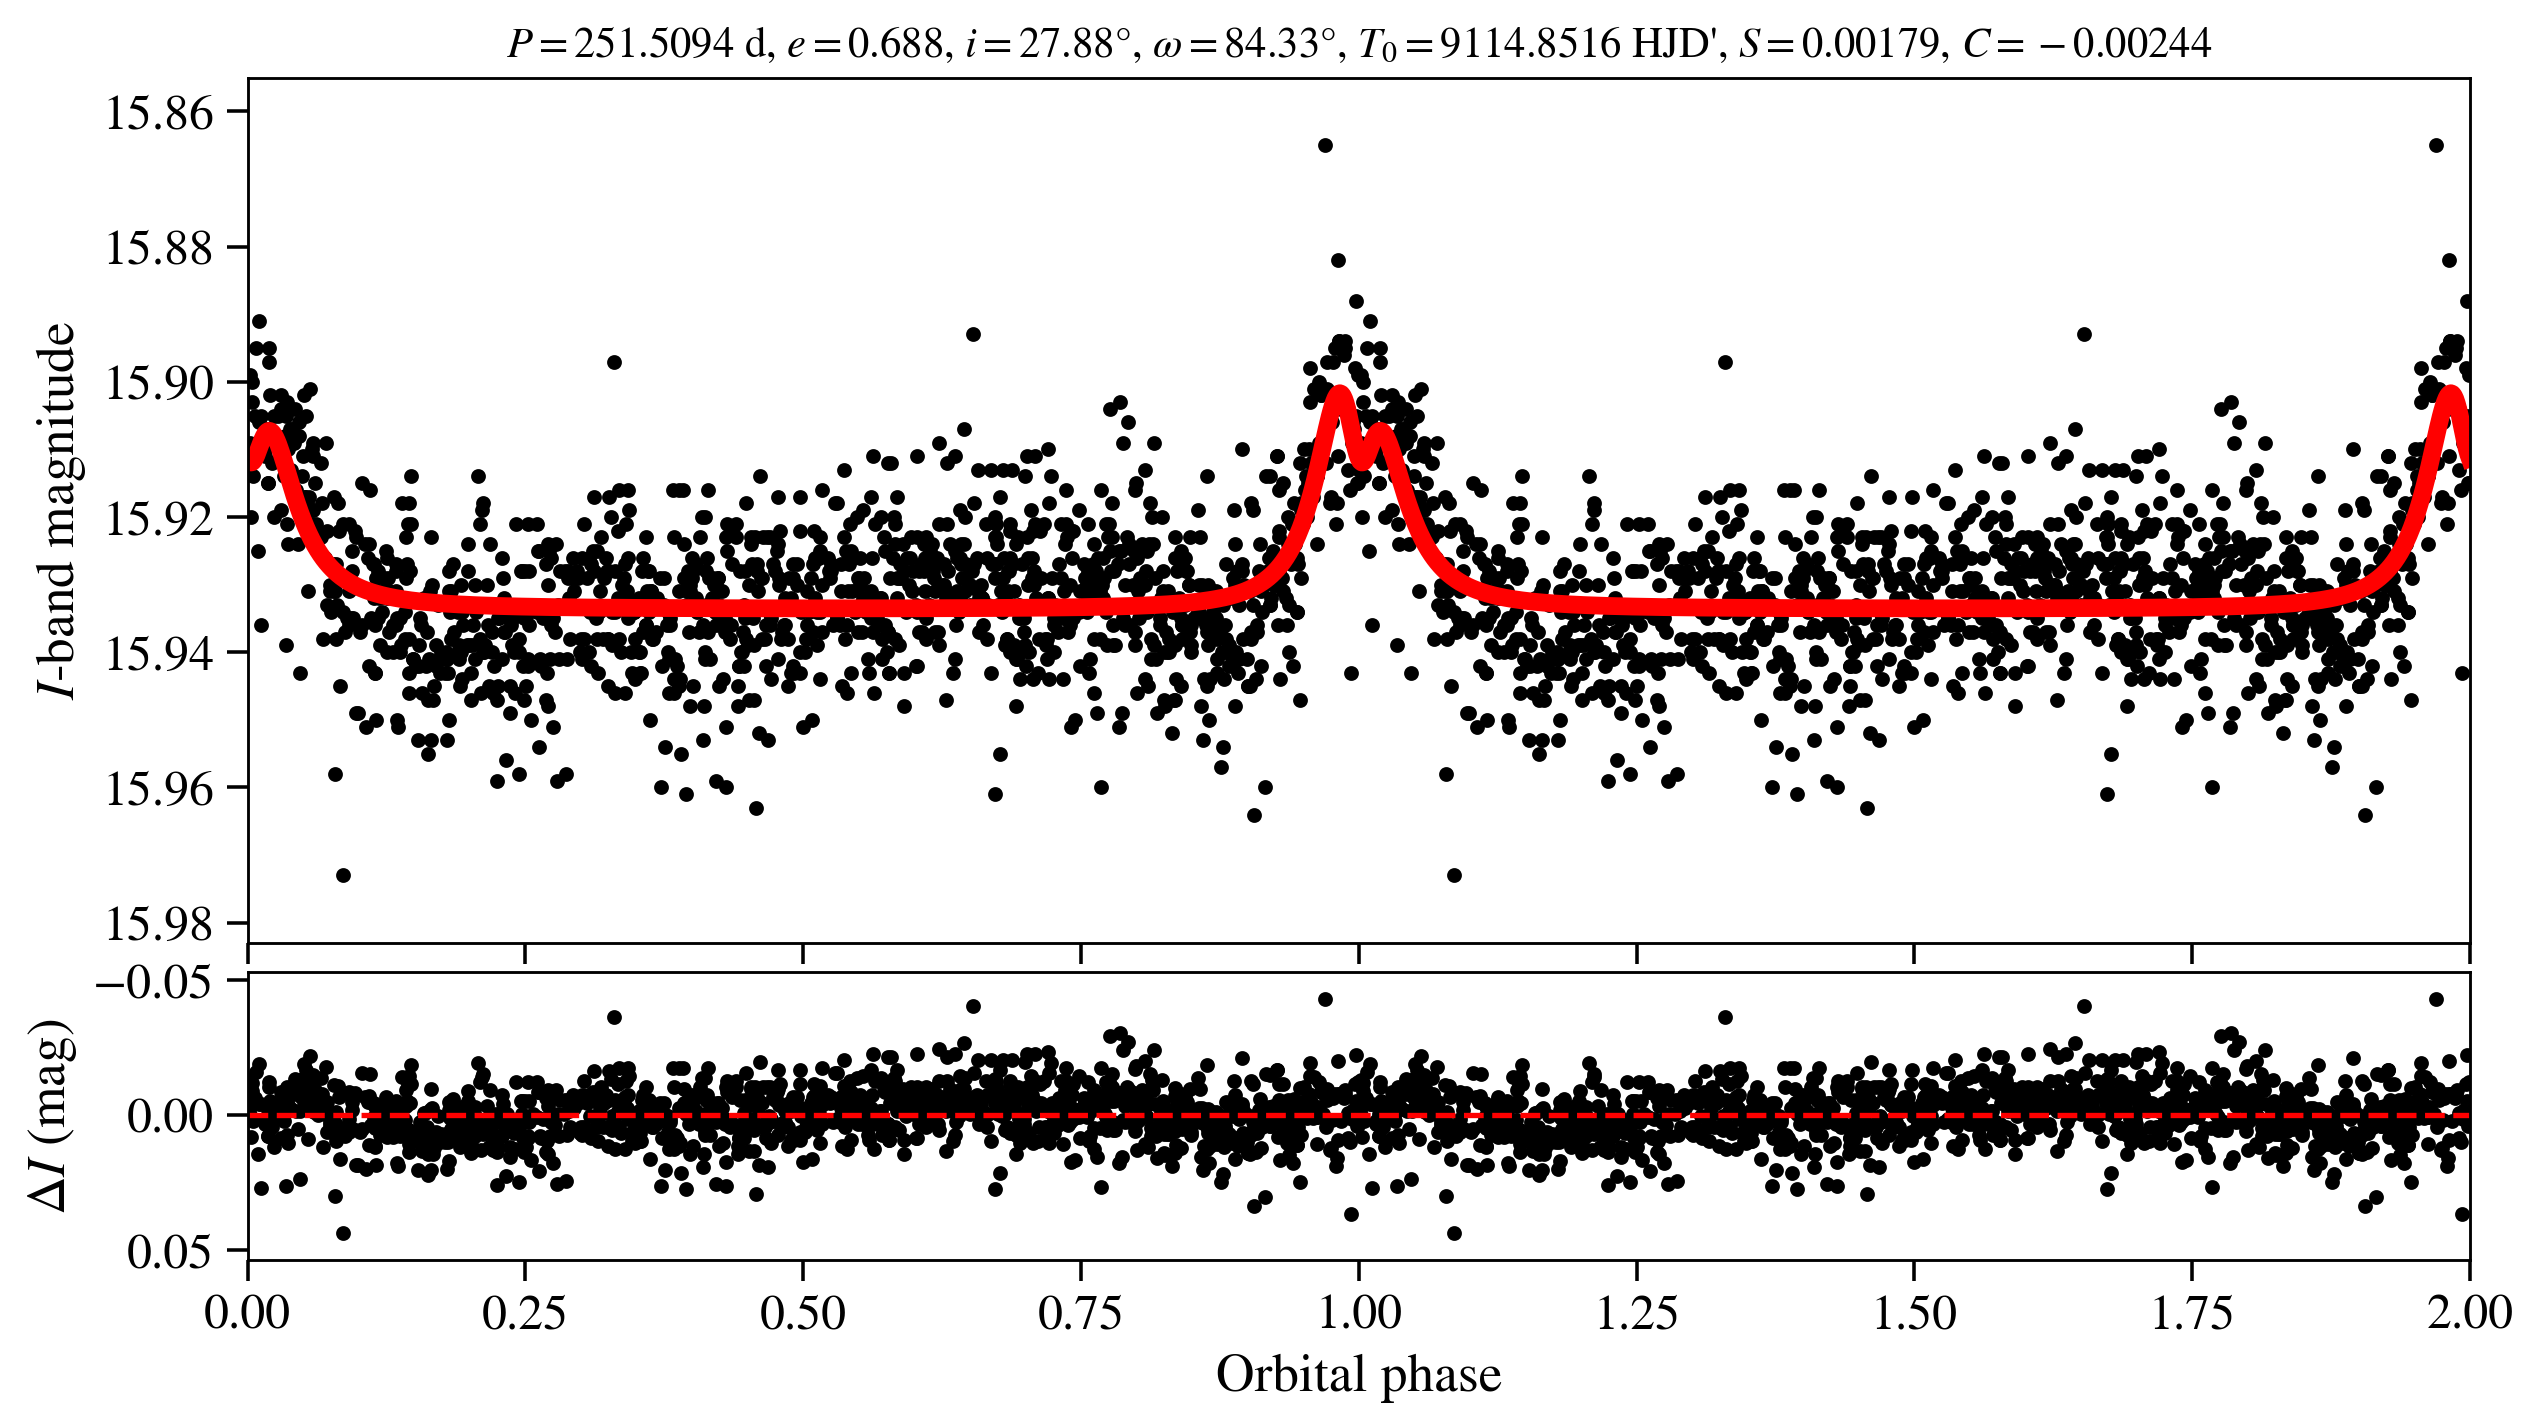 P = 251.5094 d, e = 0.688, i = 27.88°, ω = 84.33°, T₀ = 9114.8516 HJD', S = 0.00179, C = −0.00244
15.86
15.88
15.90
15.92
15.94
15.96
15.98
I-band magnitude
−0.05
0.00
0.05
ΔI (mag)
0.00 0.25 0.50 0.75 1.00 1.25 1.50 1.75 2.00
Orbital phase